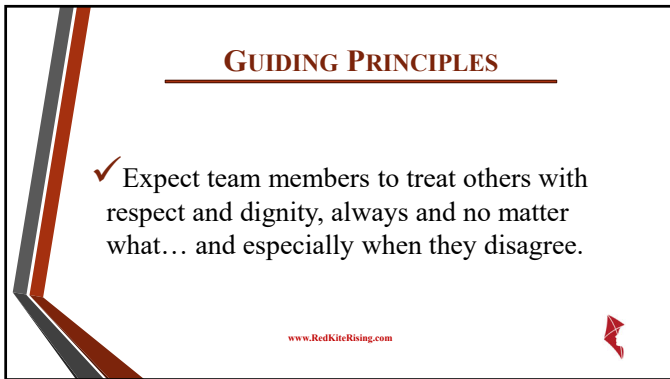 GUIDING PRINCIPLES
✓Expect team members to treat others with
respect and dignity, always and no matter
what… and especially when they disagree.
www.RedKiteRising.com